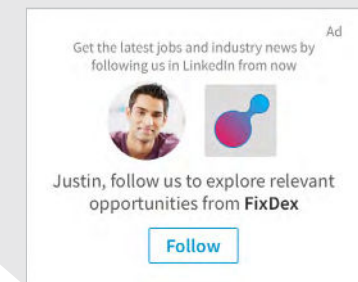 Ad
Get the latest jobs and industry news by
following us in LinkedIn from now
Justin, follow us to explore relevant
opportunities from FixDex
Follow